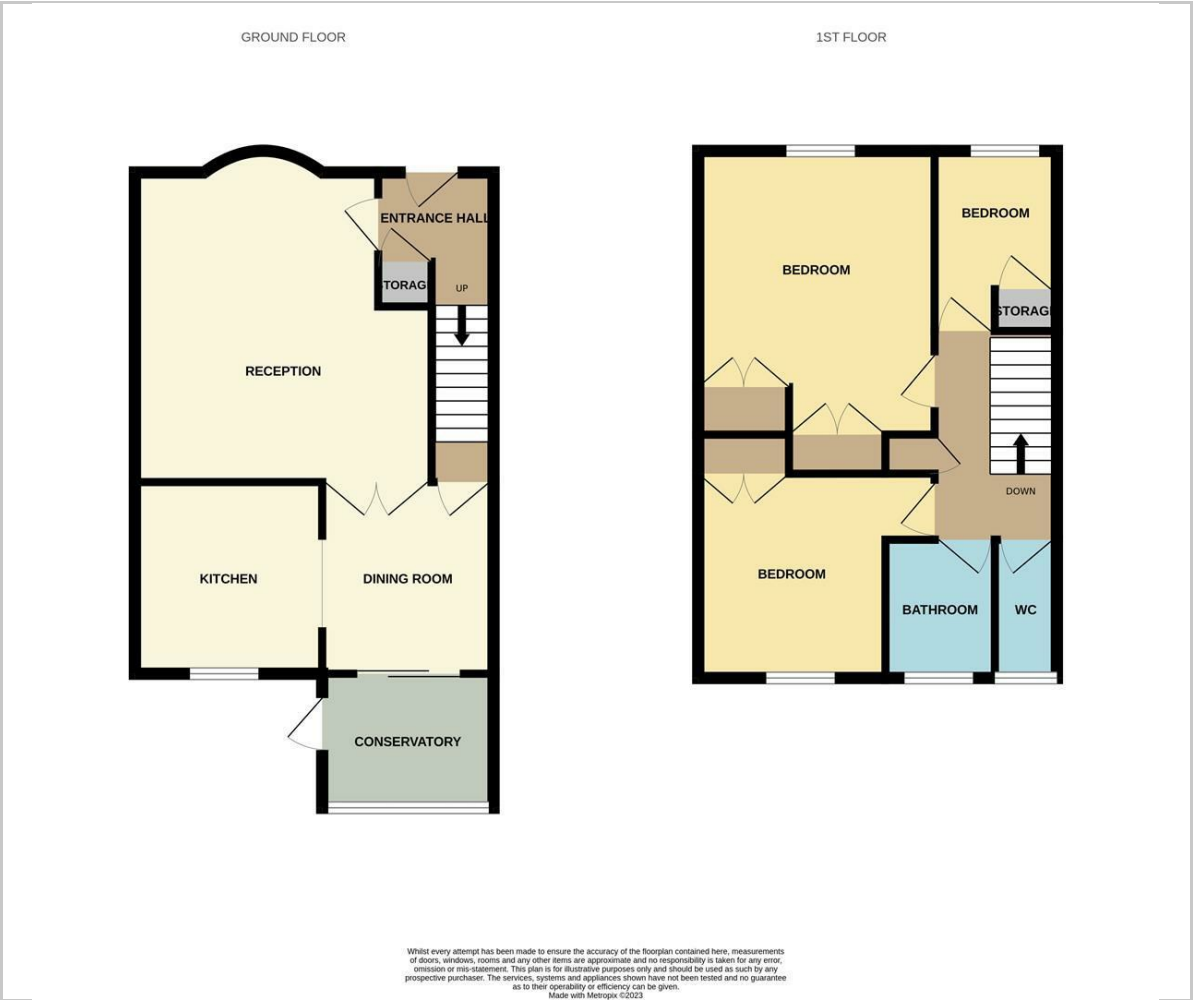 GROUND FLOOR
1ST FLOOR
ENTRANCE HALL
TORAG
UP
RECEPTION
KITCHEN
DINING ROOM
CONSERVATORY
BEDROOM
BEDROOM
STORAGE
DOWN
BEDROOM
BATHROOM
WC
Whilst every attempt has been made to ensure the accuracy of the floorplan contained here, measurements
of doors, windows, rooms and any other items are approximate and no responsibility is taken for any error,
omission or mis-statement. This plan is for illustrative purposes only and should be used as such by any
prospective purchaser. The services, systems and appliances shown have not been tested and no guarantee
as to their operability or efficiency can be given.
Made with Metropix ©2023